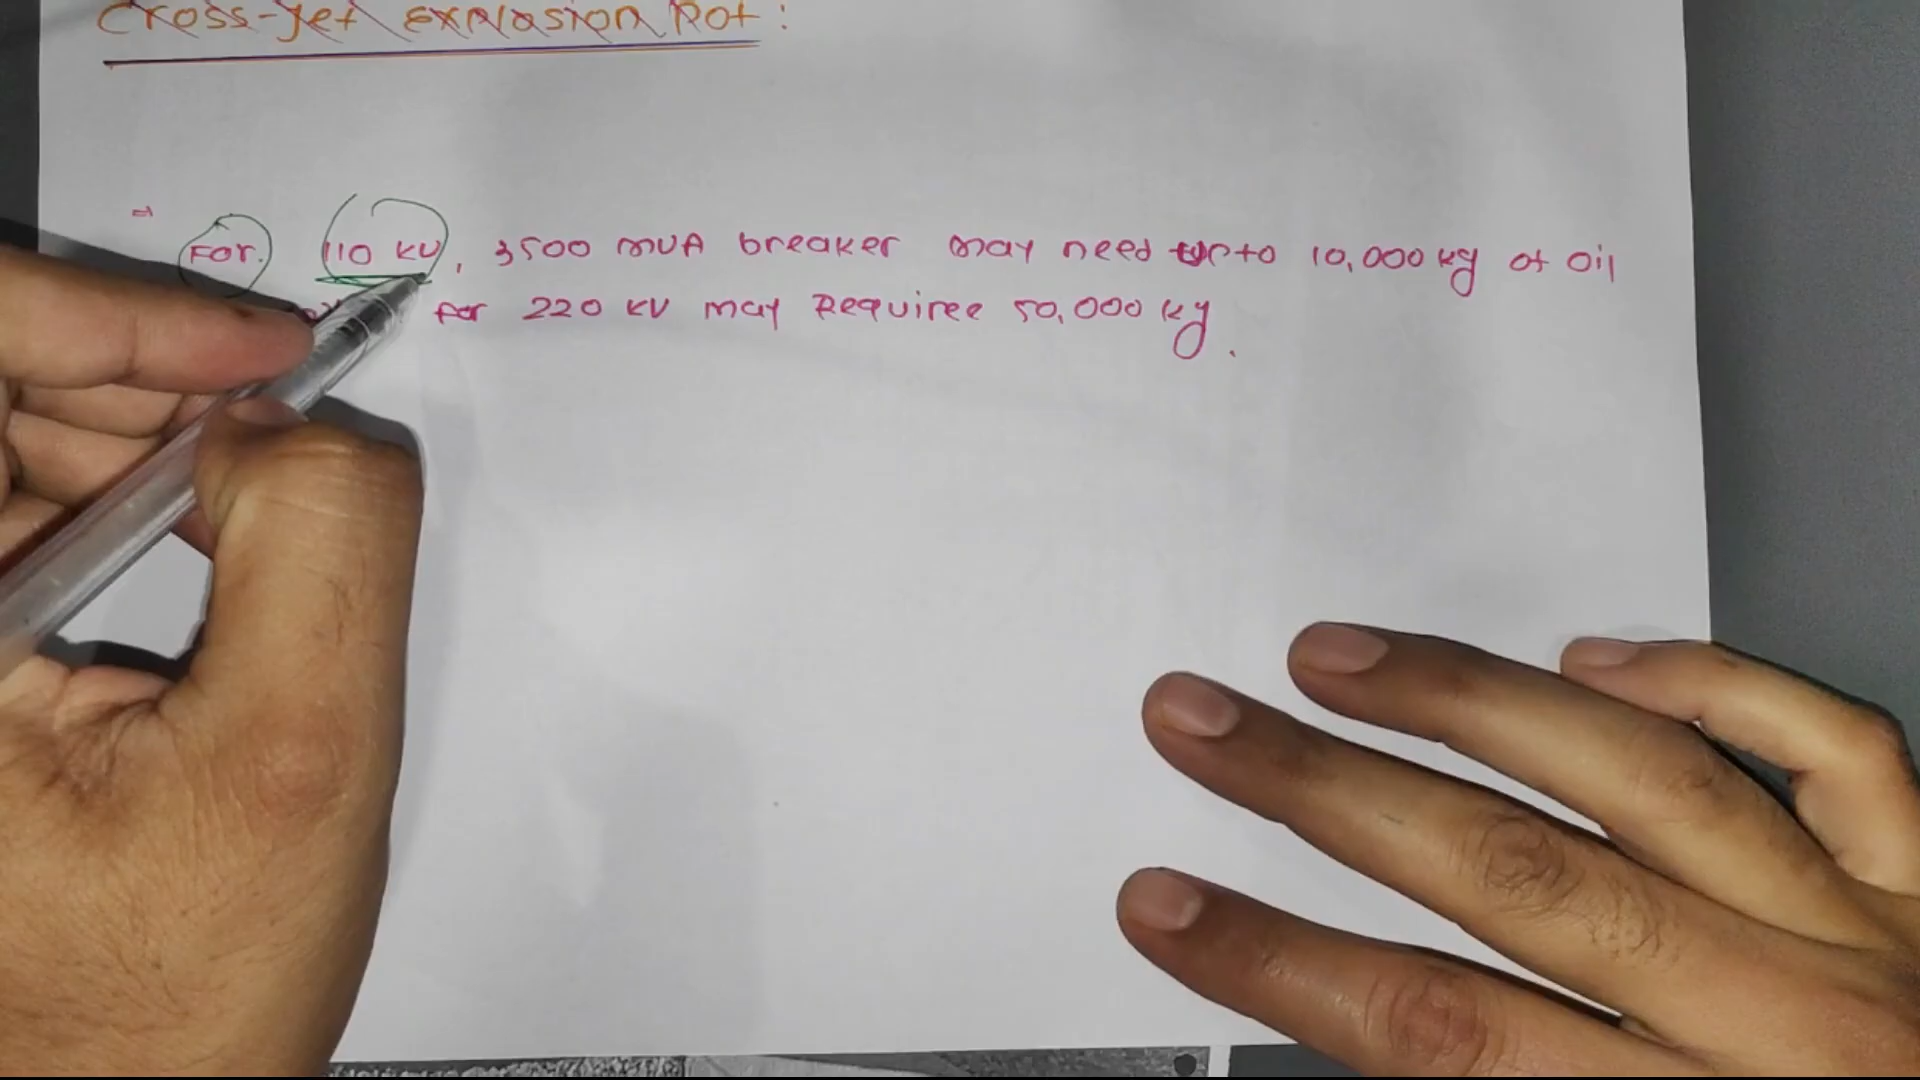 Cross-jet explosion Pot :
⇒ For. 110 KV, 3500 MVA breaker may need upto 10,000 kg of oil
for 220 KV may Requiree 50,000 kg.